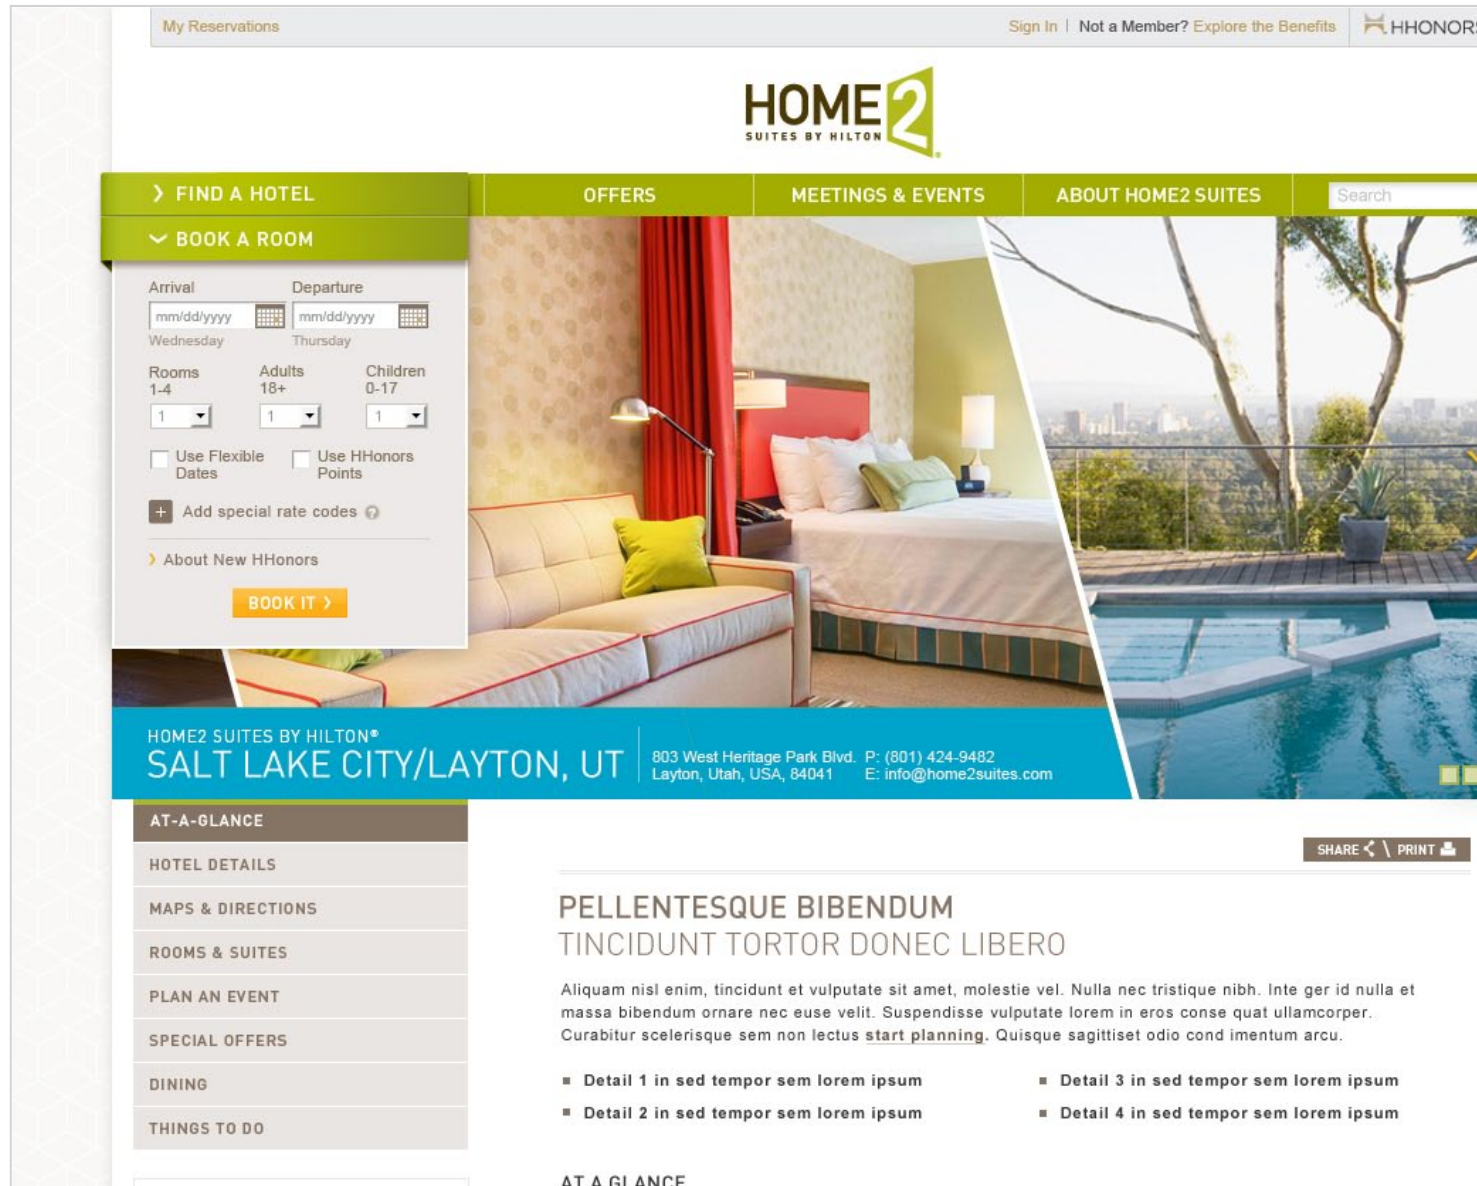 My Reservations
Sign In | Not a Member? Explore the Benefits
HHONORS
HOME2
SUITES BY HILTON®
FIND A HOTEL
OFFERS
MEETINGS & EVENTS
ABOUT HOME2 SUITES
Search
BOOK A ROOM
Arrival
Departure
mm/dd/yyyy
mm/dd/yyyy
Wednesday
Thursday
Rooms
1-4
Adults
18+
Children
0-17
1
1
1
Use Flexible
Dates
Use HHonors
Points
+ Add special rate codes ?
About New HHonors
BOOK IT
HOME2 SUITES BY HILTON®
SALT LAKE CITY/LAYTON, UT
803 West Heritage Park Blvd. P: (801) 424-9482
Layton, Utah, USA, 84041 E: info@home2suites.com
AT-A-GLANCE
HOTEL DETAILS
MAPS & DIRECTIONS
ROOMS & SUITES
PLAN AN EVENT
SPECIAL OFFERS
DINING
THINGS TO DO
SHARE \ PRINT
PELLENTESQUE BIBENDUM
TINCIDUNT TORTOR DONEC LIBERO
Aliquam nisl enim, tincidunt et vulputate sit amet, molestie vel. Nulla nec tristique nibh. Inte ger id nulla et
massa bibendum ornare nec euse velit. Suspendisse vulputate lorem in eros conse quat ullamcorper.
Curabitur scelerisque sem non lectus start planning. Quisque sagittiset odio cond imentum arcu.
Detail 1 in sed tempor sem lorem ipsum
Detail 2 in sed tempor sem lorem ipsum
Detail 3 in sed tempor sem lorem ipsum
Detail 4 in sed tempor sem lorem ipsum
AT A GLANCE